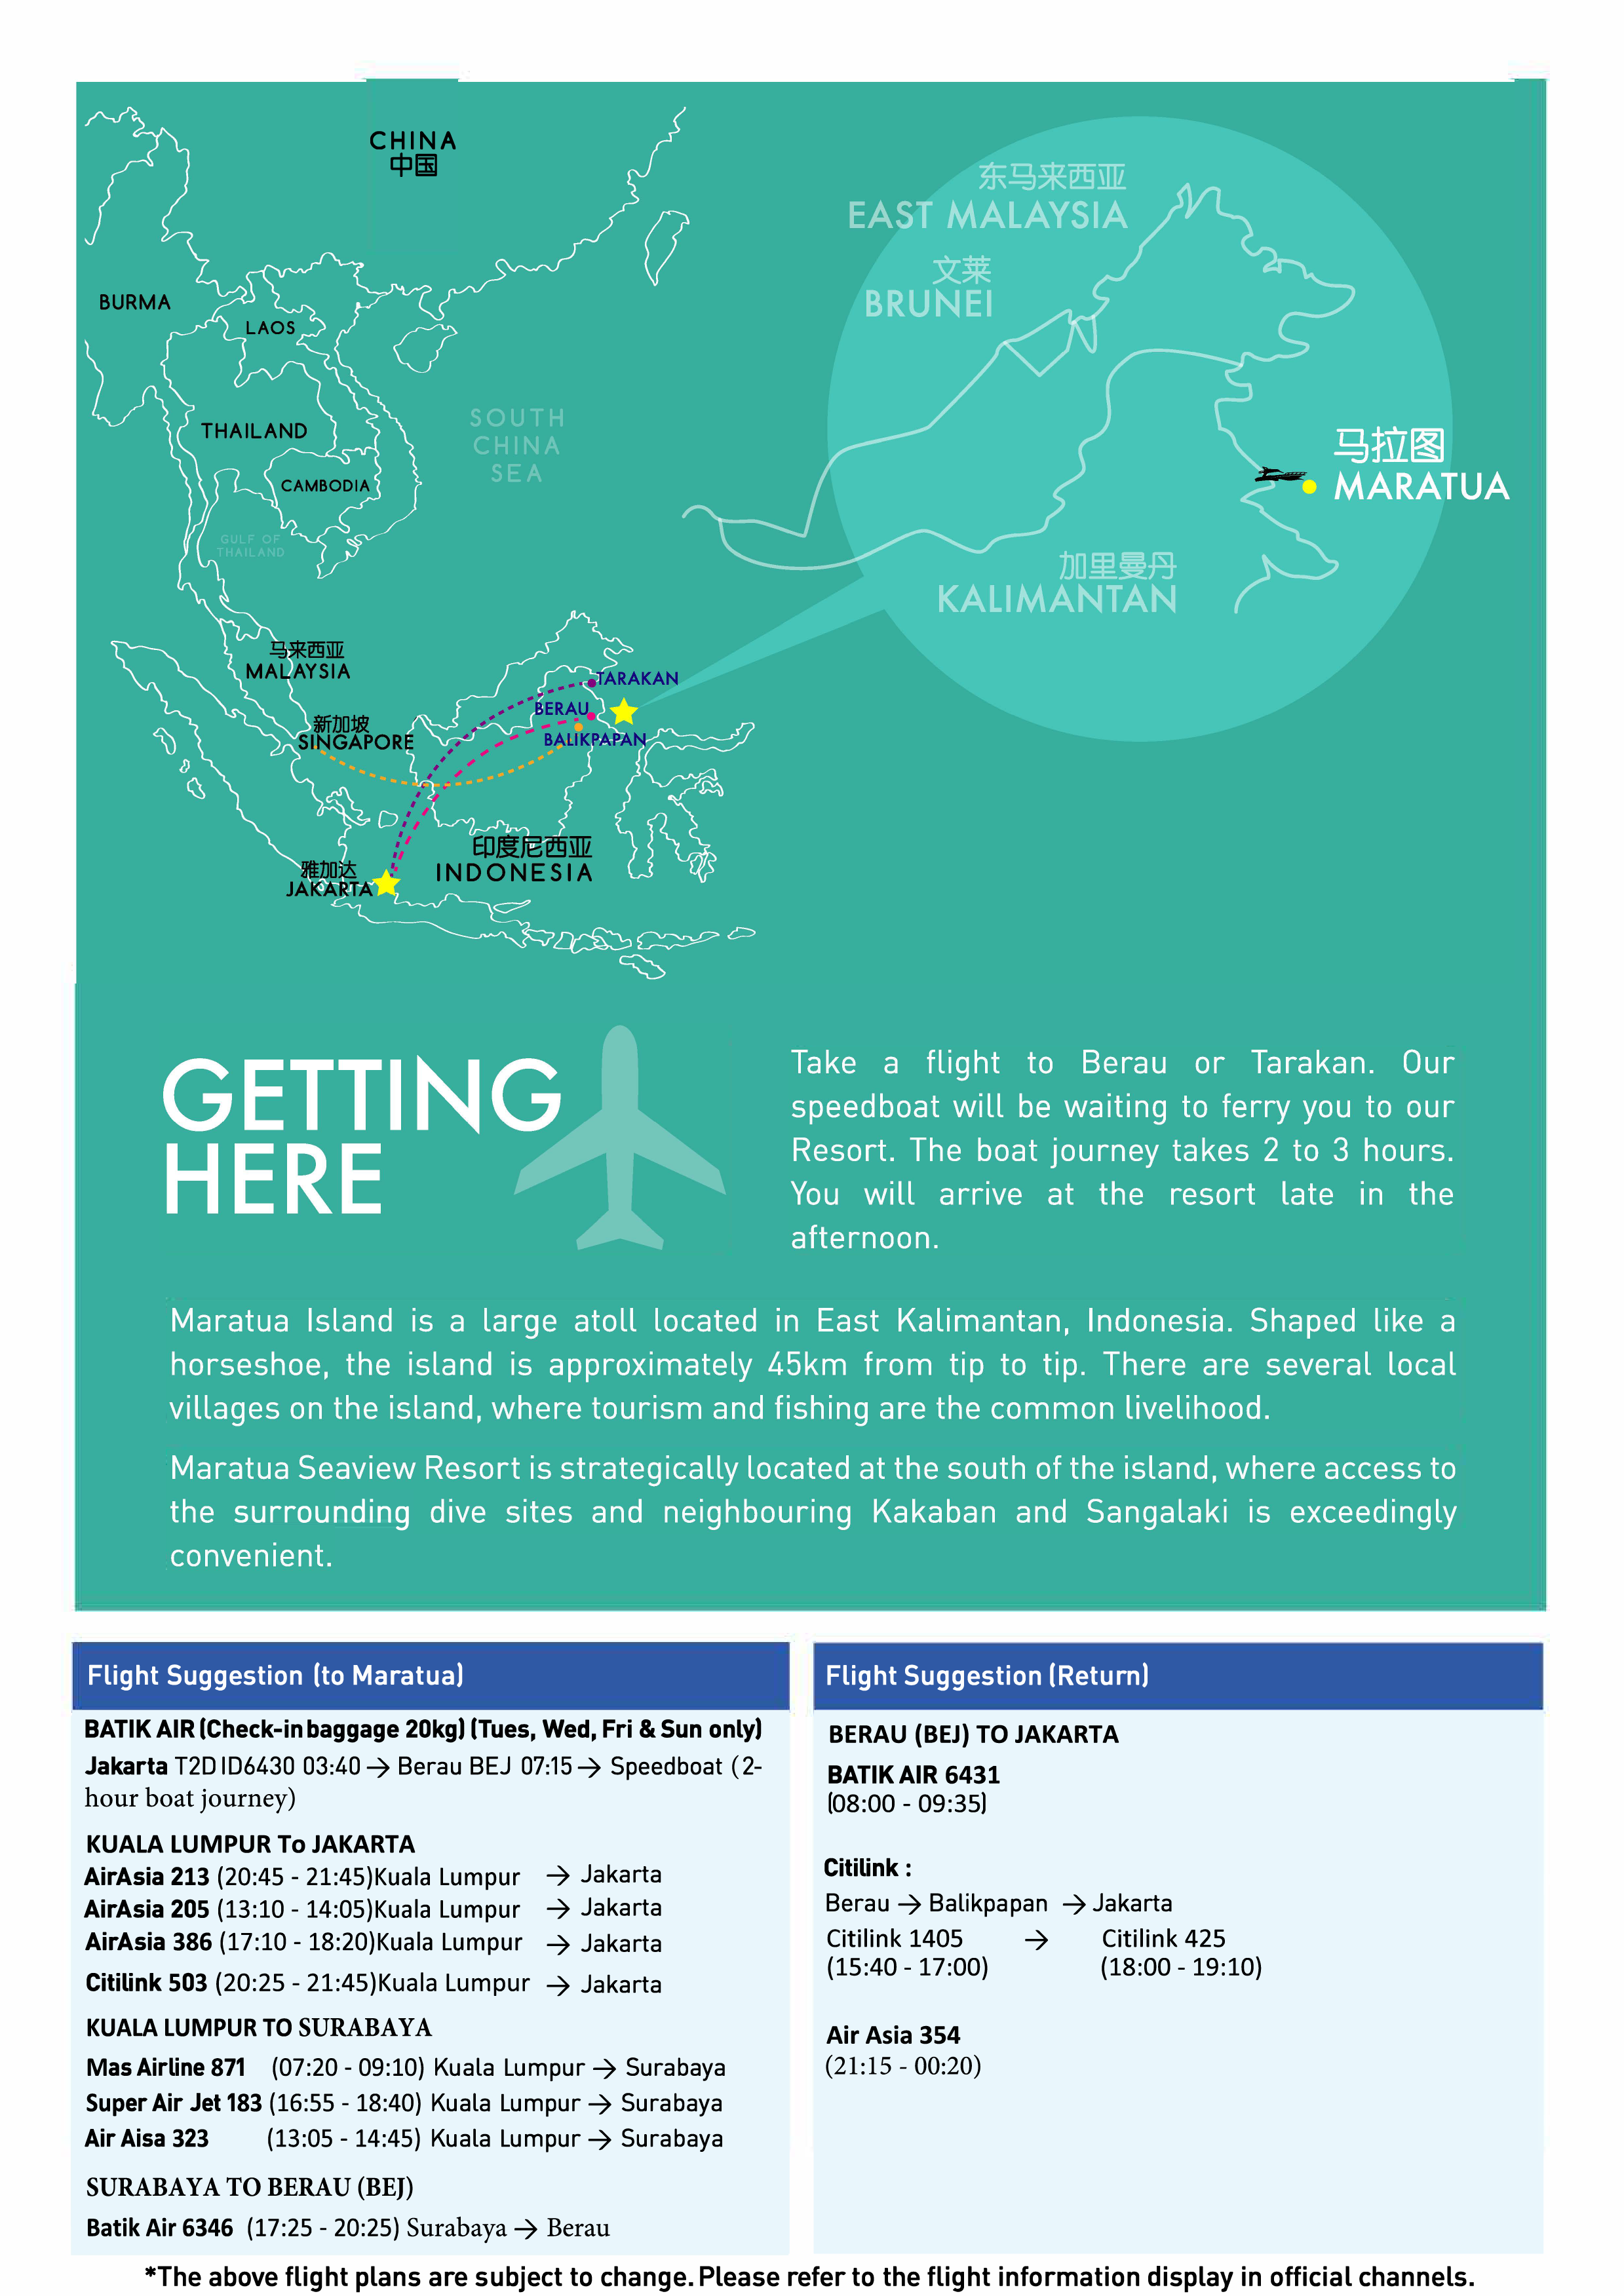 CHINA
中国
BURMA
LAOS
THAILAND
CAMBODIA
SOUTH
CHINA
SEA
GULF OF
THAILAND
马来西亚
MALAYSIA
新加坡
SINGAPORE
TARAKAN
BERAU
BALIKPAPAN
雅加达
JAKARTA
印度尼西亚
INDONESIA
东马来西亚
EAST MALAYSIA
文莱
BRUNEI
马拉图
MARATUA
加里曼丹
KALIMANTAN
GETTING
HERE
Take a flight to Berau or Tarakan. Our
speedboat will be waiting to ferry you to our
Resort. The boat journey takes 2 to 3 hours.
You will arrive at the resort late in the
afternoon.
Maratua Island is a large atoll located in East Kalimantan, Indonesia. Shaped like a
horseshoe, the island is approximately 45km from tip to tip. There are several local
villages on the island, where tourism and fishing are the common livelihood.
Maratua Seaview Resort is strategically located at the south of the island, where access to
the surrounding dive sites and neighbouring Kakaban and Sangalaki is exceedingly
convenient.
Flight Suggestion (to Maratua)
BATIK AIR (Check-in baggage 20kg) (Tues, Wed, Fri & Sun only)
Jakarta T2D ID6430 03:40 → Berau BEJ 07:15 → Speedboat (2-
hour boat journey)
KUALA LUMPUR To JAKARTA
AirAsia 213 (20:45 - 21:45)Kuala Lumpur → Jakarta
AirAsia 205 (13:10 - 14:05)Kuala Lumpur → Jakarta
AirAsia 386 (17:10 - 18:20)Kuala Lumpur → Jakarta
Citilink 503 (20:25 - 21:45)Kuala Lumpur → Jakarta
KUALA LUMPUR TO SURABAYA
Mas Airline 871 (07:20 - 09:10) Kuala Lumpur → Surabaya
Super Air Jet 183 (16:55 - 18:40) Kuala Lumpur → Surabaya
Air Aisa 323 (13:05 - 14:45) Kuala Lumpur → Surabaya
SURABAYA TO BERAU (BEJ)
Batik Air 6346 (17:25 - 20:25) Surabaya → Berau
Flight Suggestion (Return)
BERAU (BEJ) TO JAKARTA
BATIK AIR 6431
(08:00 - 09:35)
Citilink :
Berau → Balikpapan → Jakarta
Citilink 1405 → Citilink 425
(15:40 - 17:00) (18:00 - 19:10)
Air Asia 354
(21:15 - 00:20)
*The above flight plans are subject to change. Please refer to the flight information display in official channels.